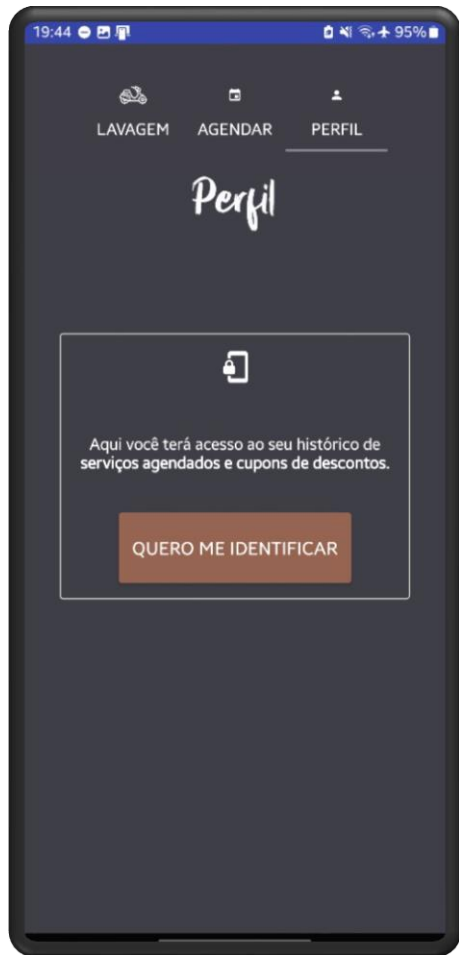 19:44 95%
LAVAGEM AGENDAR PERFIL
Perfil
Aqui você terá acesso ao seu histórico de
serviços agendados e cupons de descontos.
QUERO ME IDENTIFICAR